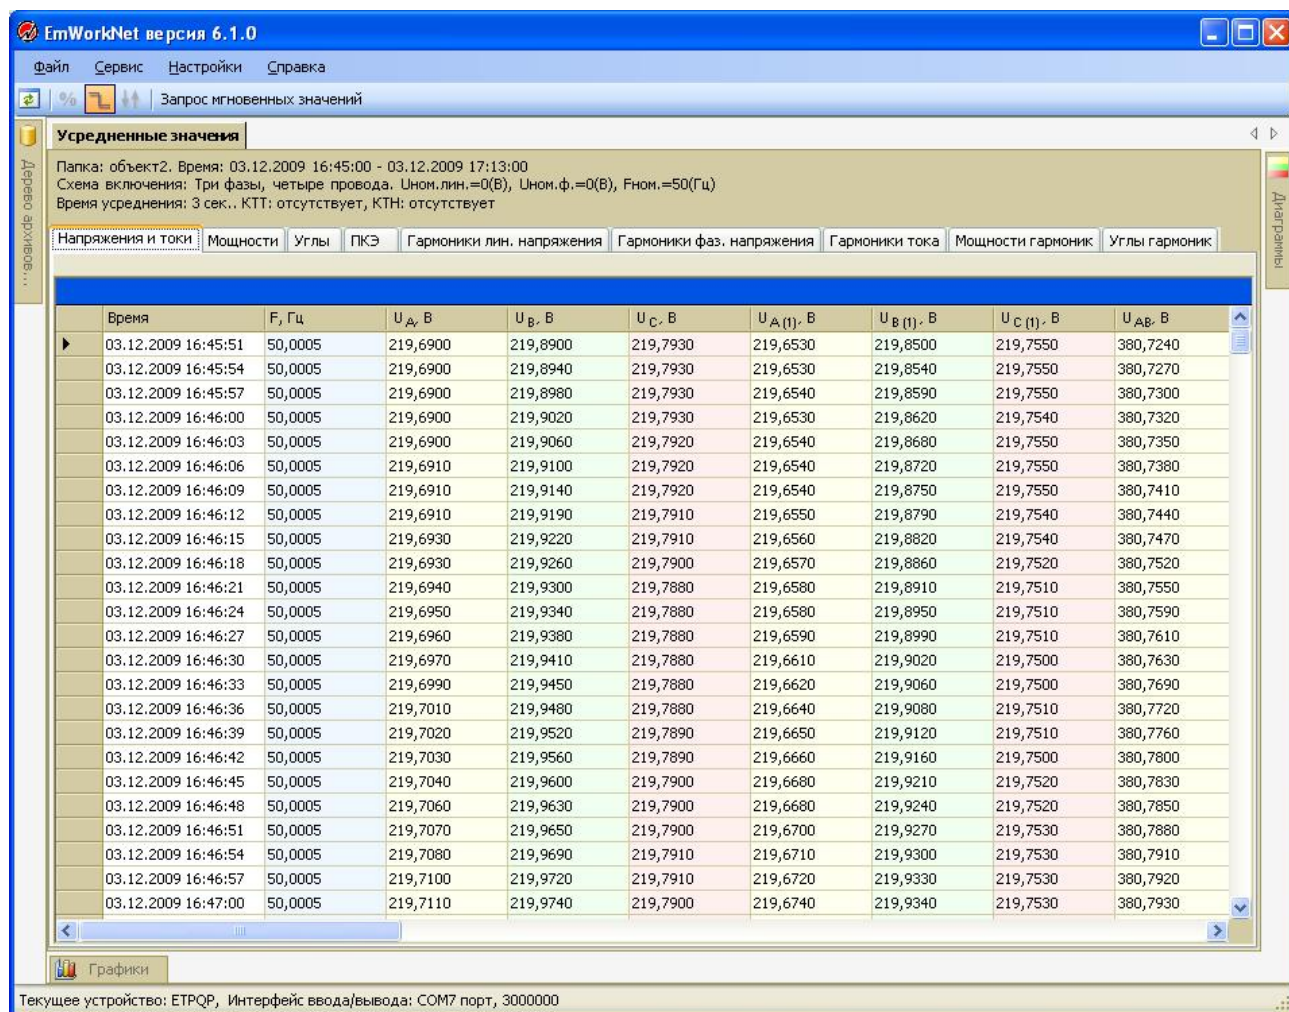 EmWorkNet версия 6.1.0
Файл Сервис Настройки Справка
% Запрос мгновенных значений
Дерево архивов...
Усредненные значения
Диаграммы
Папка: объект2. Время: 03.12.2009 16:45:00 - 03.12.2009 17:13:00
Схема включения: Три фазы, четыре провода. Uном.лин.=0(В), Uном.ф.=0(В), Fном.=50(Гц)
Время усреднения: 3 сек.. КТТ: отсутствует, КТН: отсутствует
Напряжения и токи Мощности Углы ПКЭ Гармоники лин. напряжения Гармоники фаз. напряжения Гармоники тока Мощности гармоник Углы гармоник
Время F, Гц U A, В U B, В U C, В U A (1), В U B (1), В U C (1), В U AB, В
03.12.2009 16:45:51 50,0005 219,6900 219,8900 219,7930 219,6530 219,8500 219,7550 380,7240
03.12.2009 16:45:54 50,0005 219,6900 219,8940 219,7930 219,6530 219,8540 219,7550 380,7270
03.12.2009 16:45:57 50,0005 219,6900 219,8980 219,7930 219,6540 219,8590 219,7550 380,7300
03.12.2009 16:46:00 50,0005 219,6900 219,9020 219,7930 219,6530 219,8620 219,7540 380,7320
03.12.2009 16:46:03 50,0005 219,6900 219,9060 219,7920 219,6540 219,8680 219,7550 380,7350
03.12.2009 16:46:06 50,0005 219,6910 219,9100 219,7920 219,6540 219,8720 219,7550 380,7380
03.12.2009 16:46:09 50,0005 219,6910 219,9140 219,7920 219,6540 219,8750 219,7550 380,7410
03.12.2009 16:46:12 50,0005 219,6910 219,9190 219,7910 219,6550 219,8790 219,7540 380,7440
03.12.2009 16:46:15 50,0005 219,6930 219,9220 219,7910 219,6560 219,8820 219,7540 380,7470
03.12.2009 16:46:18 50,0005 219,6930 219,9260 219,7900 219,6570 219,8860 219,7520 380,7520
03.12.2009 16:46:21 50,0005 219,6940 219,9300 219,7880 219,6580 219,8910 219,7510 380,7550
03.12.2009 16:46:24 50,0005 219,6950 219,9340 219,7880 219,6580 219,8950 219,7510 380,7590
03.12.2009 16:46:27 50,0005 219,6960 219,9380 219,7880 219,6590 219,8990 219,7510 380,7610
03.12.2009 16:46:30 50,0005 219,6970 219,9410 219,7880 219,6610 219,9020 219,7500 380,7630
03.12.2009 16:46:33 50,0005 219,6990 219,9450 219,7880 219,6620 219,9060 219,7500 380,7690
03.12.2009 16:46:36 50,0005 219,7010 219,9480 219,7880 219,6640 219,9080 219,7510 380,7720
03.12.2009 16:46:39 50,0005 219,7020 219,9520 219,7890 219,6650 219,9120 219,7510 380,7760
03.12.2009 16:46:42 50,0005 219,7030 219,9560 219,7890 219,6660 219,9160 219,7500 380,7800
03.12.2009 16:46:45 50,0005 219,7040 219,9600 219,7900 219,6680 219,9210 219,7520 380,7830
03.12.2009 16:46:48 50,0005 219,7060 219,9630 219,7900 219,6680 219,9240 219,7520 380,7850
03.12.2009 16:46:51 50,0005 219,7070 219,9650 219,7900 219,6700 219,9270 219,7530 380,7880
03.12.2009 16:46:54 50,0005 219,7080 219,9690 219,7910 219,6710 219,9300 219,7530 380,7910
03.12.2009 16:46:57 50,0005 219,7100 219,9720 219,7910 219,6720 219,9330 219,7530 380,7920
03.12.2009 16:47:00 50,0005 219,7110 219,9740 219,7900 219,6740 219,9340 219,7530 380,7930
Графики
Текущее устройство: ETPQP, Интерфейс ввода/вывода: COM7 порт, 3000000